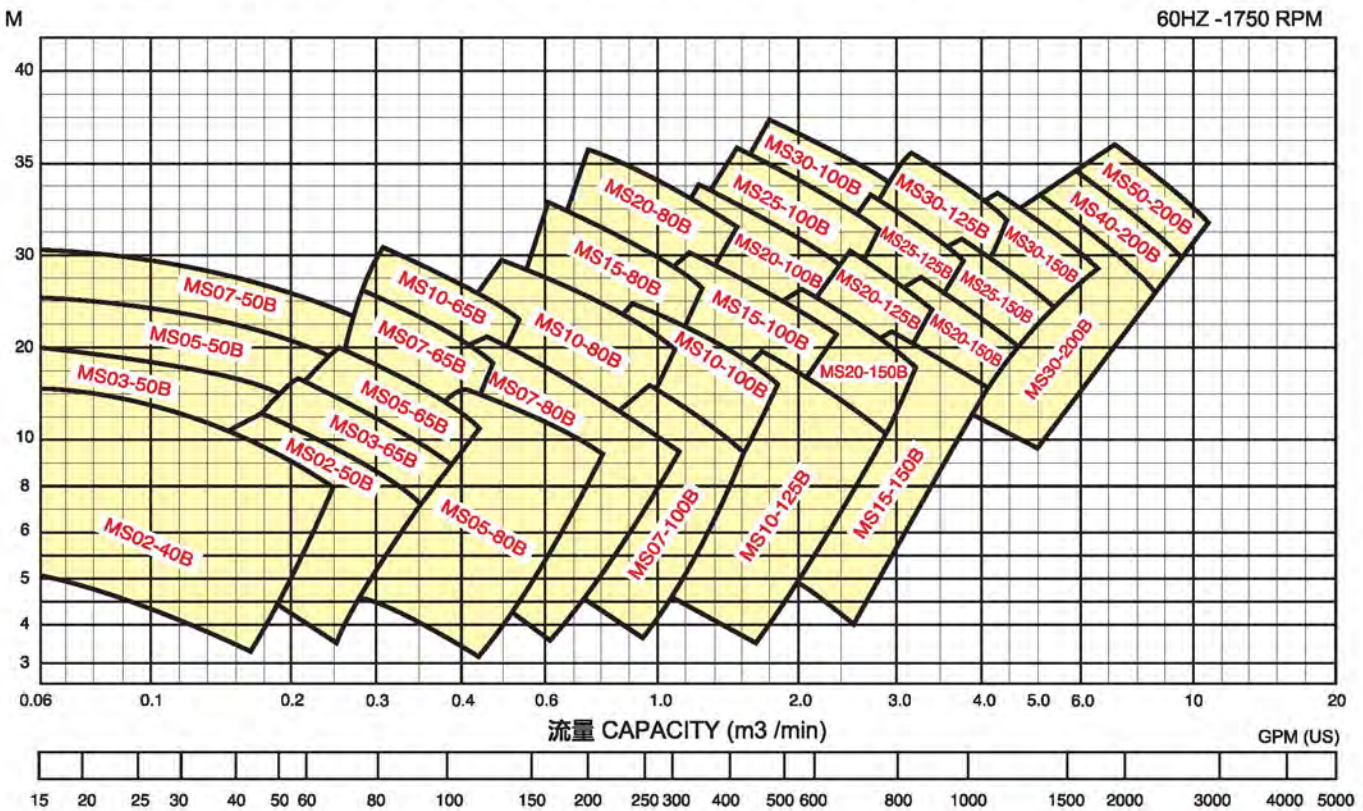 M
60HZ -1750 RPM
40
35
30
20
10
8
6
5
4
3
MS30-100B
MS50-200B
MS30-125B
MS20-80B
MS25-100B
MS40-200B
MS30-150B
MS25-125B
MS15-80B
MS20-100B
MS07-50B
MS10-65B
MS20-125B
MS25-150B
MS15-100B
MS10-80B
MS20-150B
MS05-50B
MS07-65B
MS10-100B
MS30-200B
MS20-150B
MS03-50B
MS07-80B
MS05-65B
MS03-65B
MS02-50B
MS15-150B
MS10-125B
MS07-100B
MS05-80B
MS02-40B
0.06 0.1 0.2 0.3 0.4 0.6 1.0 2.0 3.0 4.0 5.0 6.0 10 20
流量 CAPACITY (m3 /min)
GPM (US)
15 20 25 30 40 50 60 80 100 150 200 250 300 400 500 600 800 1000 1500 2000 3000 4000 5000